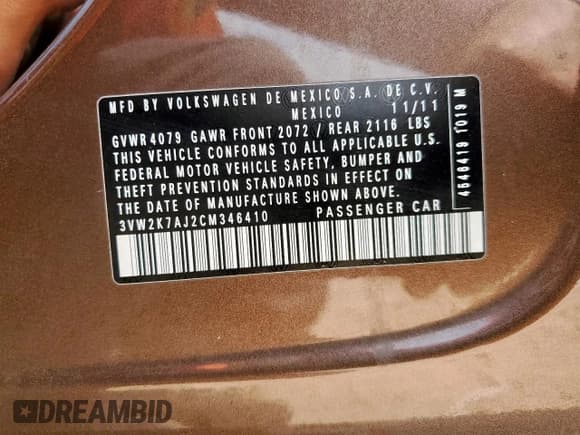 MFD BY VOLKSWAGEN DE MEXICO S.A. DE C.V.
MEXICO 11/11
GVWR 4079 GAWR FRONT 2072 / REAR 2116 LBS
THIS VEHICLE CONFORMS TO ALL APPLICABLE U.S.
FEDERAL MOTOR VEHICLE SAFETY, BUMPER AND
THEFT PREVENTION STANDARDS IN EFFECT ON
THE DATE OF MANUFACTURE SHOWN ABOVE.
3VW2K7AJ2CM346410 PASSENGER CAR
4546419 1019 M
DREAMBID